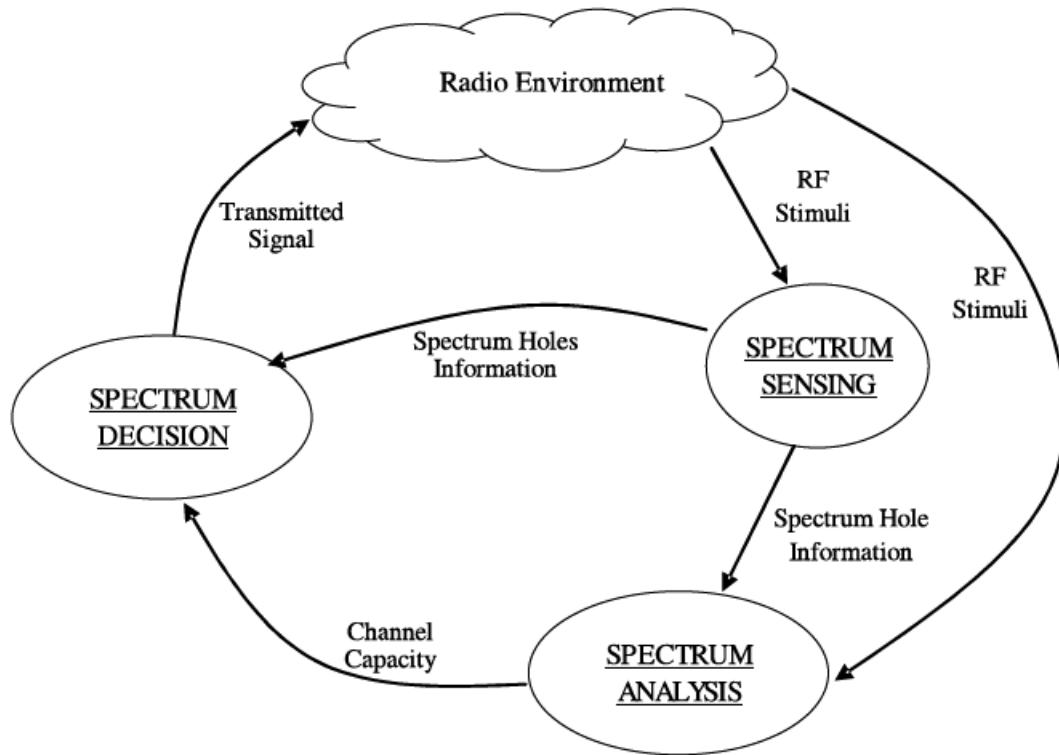 Radio Environment
RF
Stimuli
Transmitted
Signal
RF
Stimuli
Spectrum Holes
Information
SPECTRUM
SENSING
SPECTRUM
DECISION
Spectrum Hole
Information
Channel
Capacity
SPECTRUM
ANALYSIS